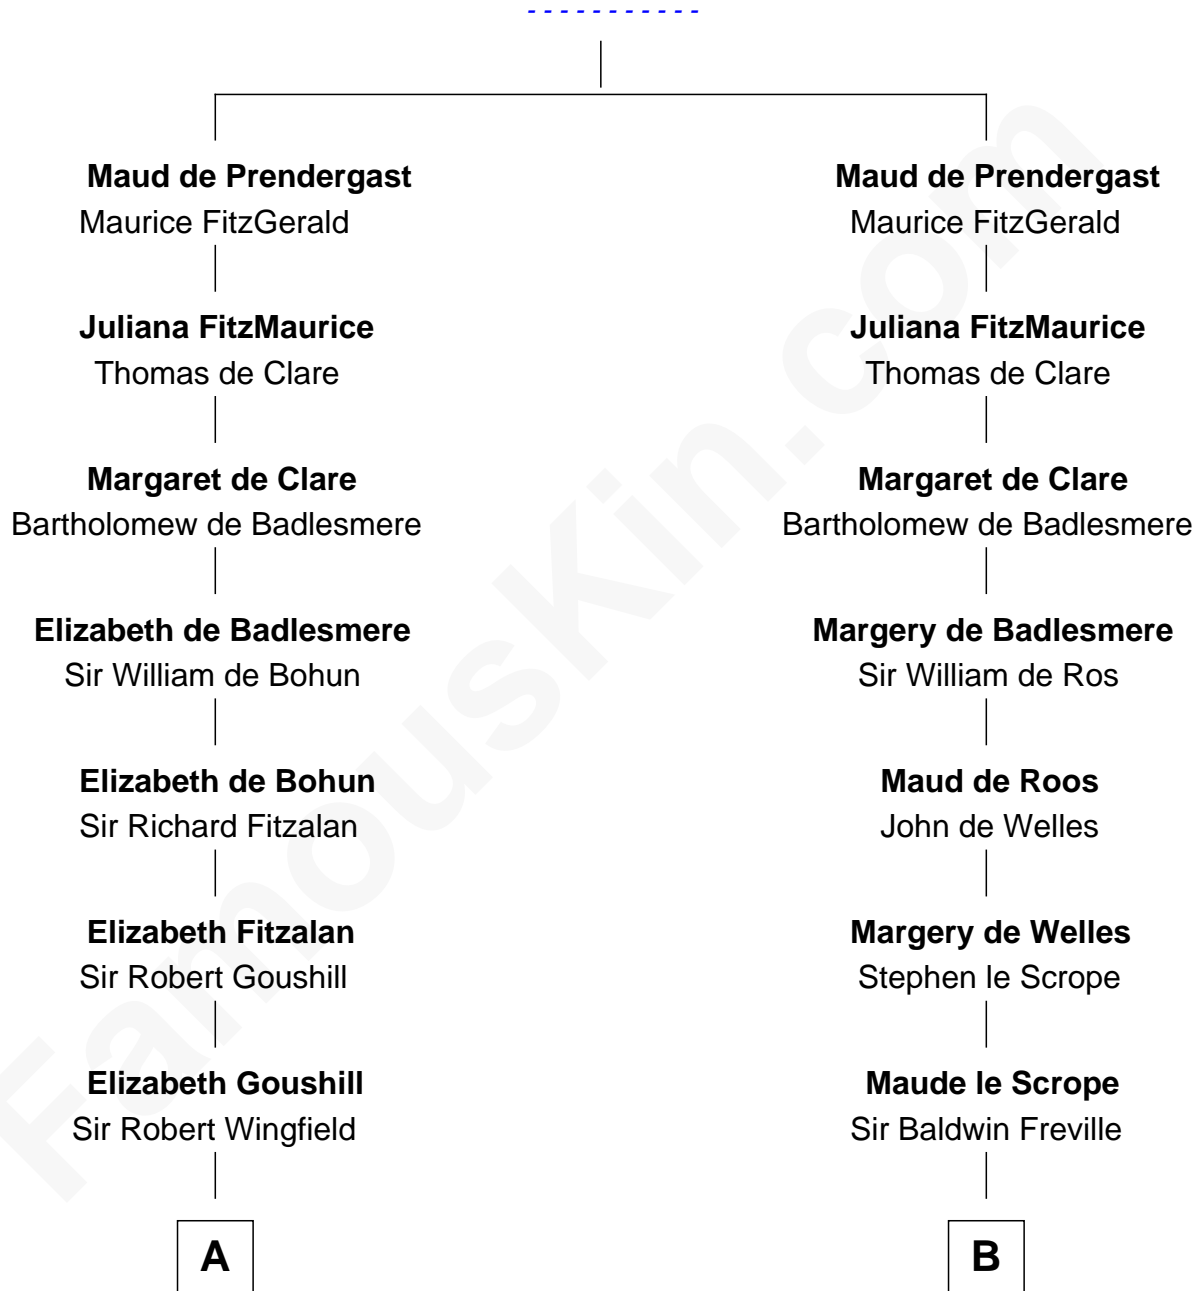 - - - - - - - - - - -
Maud de Prendergast Maud de Prendergast
Maurice FitzGerald Maurice FitzGerald
Juliana FitzMaurice Juliana FitzMaurice
Thomas de Clare Thomas de Clare
Margaret de Clare Margaret de Clare
Bartholomew de Badlesmere Bartholomew de Badlesmere
Elizabeth de Badlesmere Margery de Badlesmere
Sir William de Bohun Sir William de Ros
Elizabeth de Bohun Maud de Roos
Sir Richard Fitzalan John de Welles
Elizabeth Fitzalan Margery de Welles
Sir Robert Goushill Stephen le Scrope
Elizabeth Goushill Maude le Scrope
Sir Robert Wingfield Sir Baldwin Freville
A B
FamousKin.com